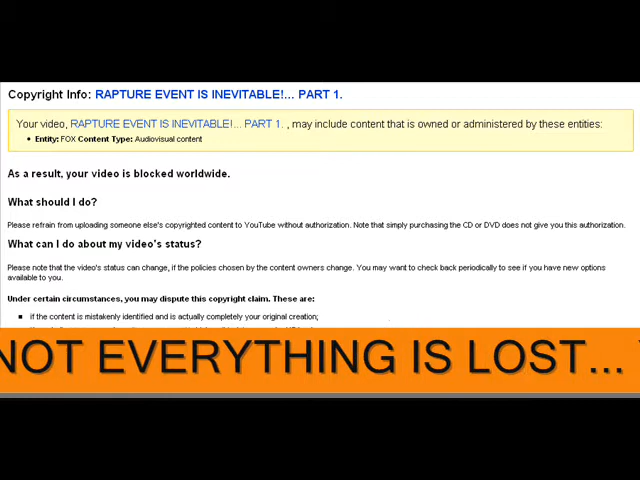 Copyright Info: RAPTURE EVENT IS INEVITABLE!... PART 1.
Your video, RAPTURE EVENT IS INEVITABLE!... PART 1. , may include content that is owned or administered by these entities:
• Entity: FOX Content Type: Audiovisual content
As a result, your video is blocked worldwide.
What should I do?
Please refrain from uploading someone else's copyrighted content to YouTube without authorization. Note that simply purchasing the CD or DVD does not give you this authorization.
What can I do about my video's status?
Please note that the video's status can change, if the policies chosen by the content owners change. You may want to check back periodically to see if you have new options
available to you.
Under certain circumstances, you may dispute this copyright claim. These are:
■ if the content is mistakenly identified and is actually completely your original creation;
NOT EVERYTHING IS LOST...